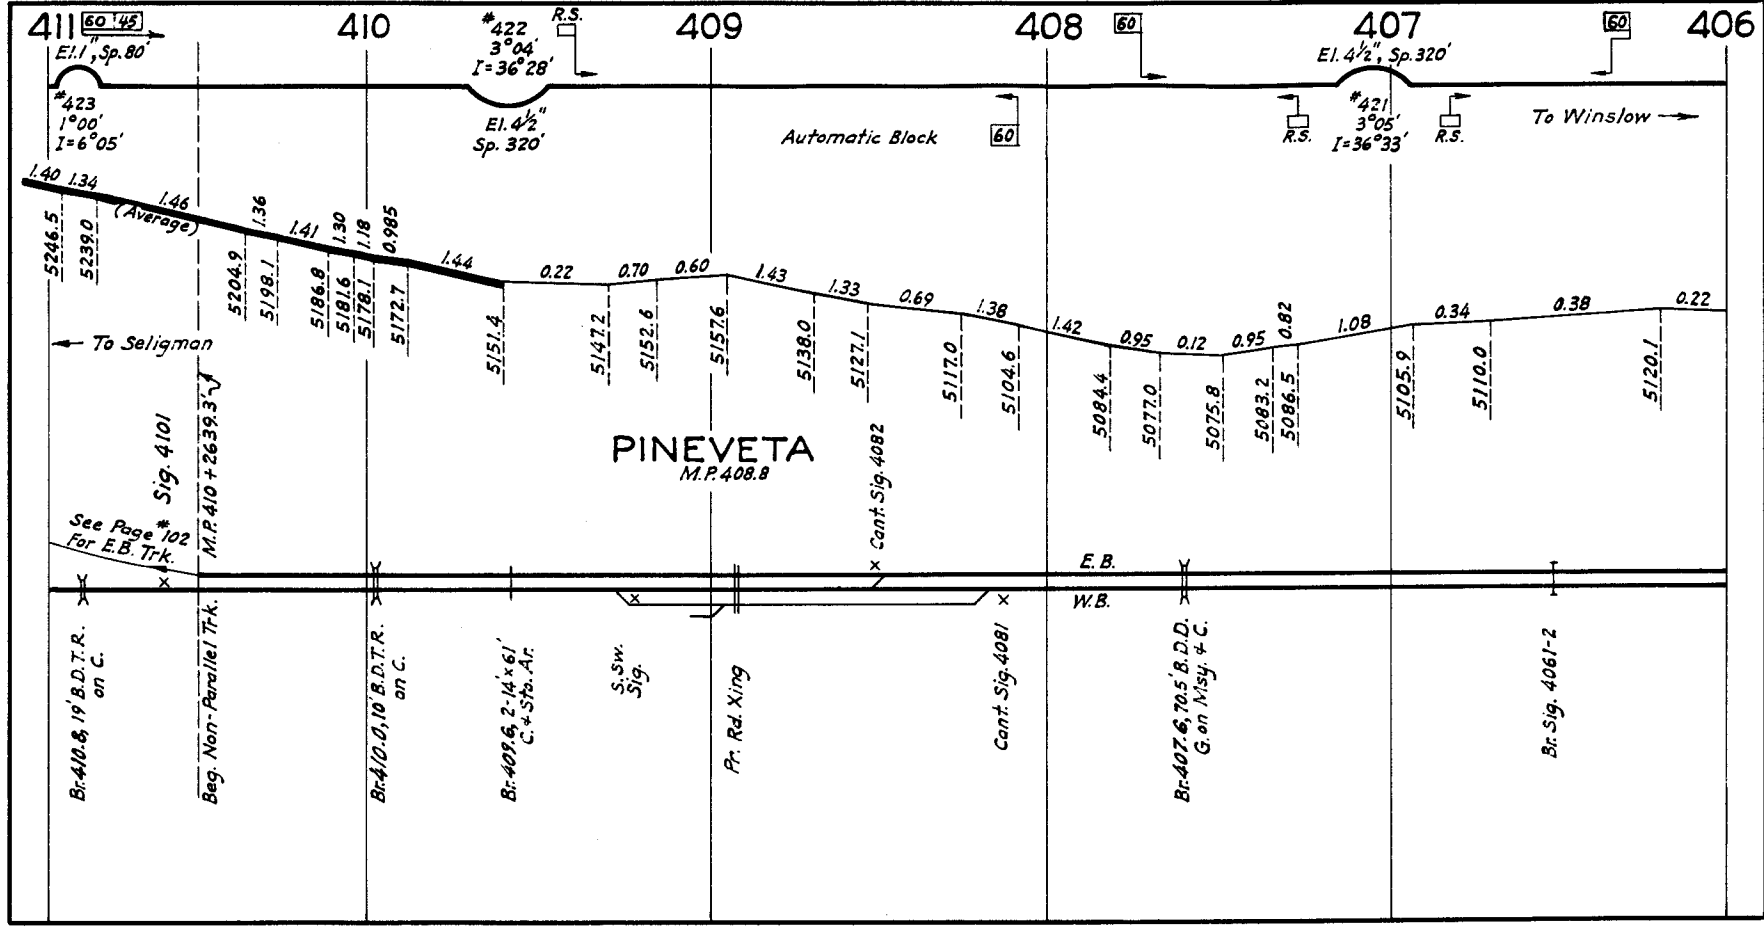 411
60 45
410
#422
3°04'
I=36°28'
R.S.
409
408
60
407
60
406
El.1", Sp.80'
El. 4½", Sp.320'
#423
1°00'
I=6°05'
El. 4½"
Sp. 320'
Automatic Block
60
R.S.
#421
3°05'
I=36°33'
R.S.
To Winslow
1.40
1.34
1.46
(Average)
1.36
1.41
1.30
1.18
0.985
1.44
0.22
0.70
0.60
1.43
1.33
0.69
1.38
1.42
0.95
0.12
0.95
0.82
1.08
0.34
0.38
0.22
5246.5
5239.0
5204.9
5198.1
5186.8
5181.6
5178.1
5172.7
5151.4
5147.2
5152.6
5157.6
5138.0
5127.1
5117.0
5104.6
5084.4
5077.0
5075.8
5083.2
5086.5
5105.9
5110.0
5120.1
To Seligman
Sig. 4101
M.P. 410 + 2639.3'
PINEVETA
M.P. 408.8
Cant. Sig. 4082
See Page #102
For E.B. Trk.
E.B.
W.B.
Br. 410.8, 19' B.D.T.R.
on C.
Beg. Non-Parallel Trk.
Br. 410.0, 10' B.D.T.R.
on C.
Br. 409.6, 2-14'x61'
C. & Sto. Ar.
S. Sw.
Sig.
Pr. Rd. Xing
Cant. Sig. 4081
Br. 407.6, 70.5' B.D.D.
G. on Msy. & C.
Br. Sig. 4061-2